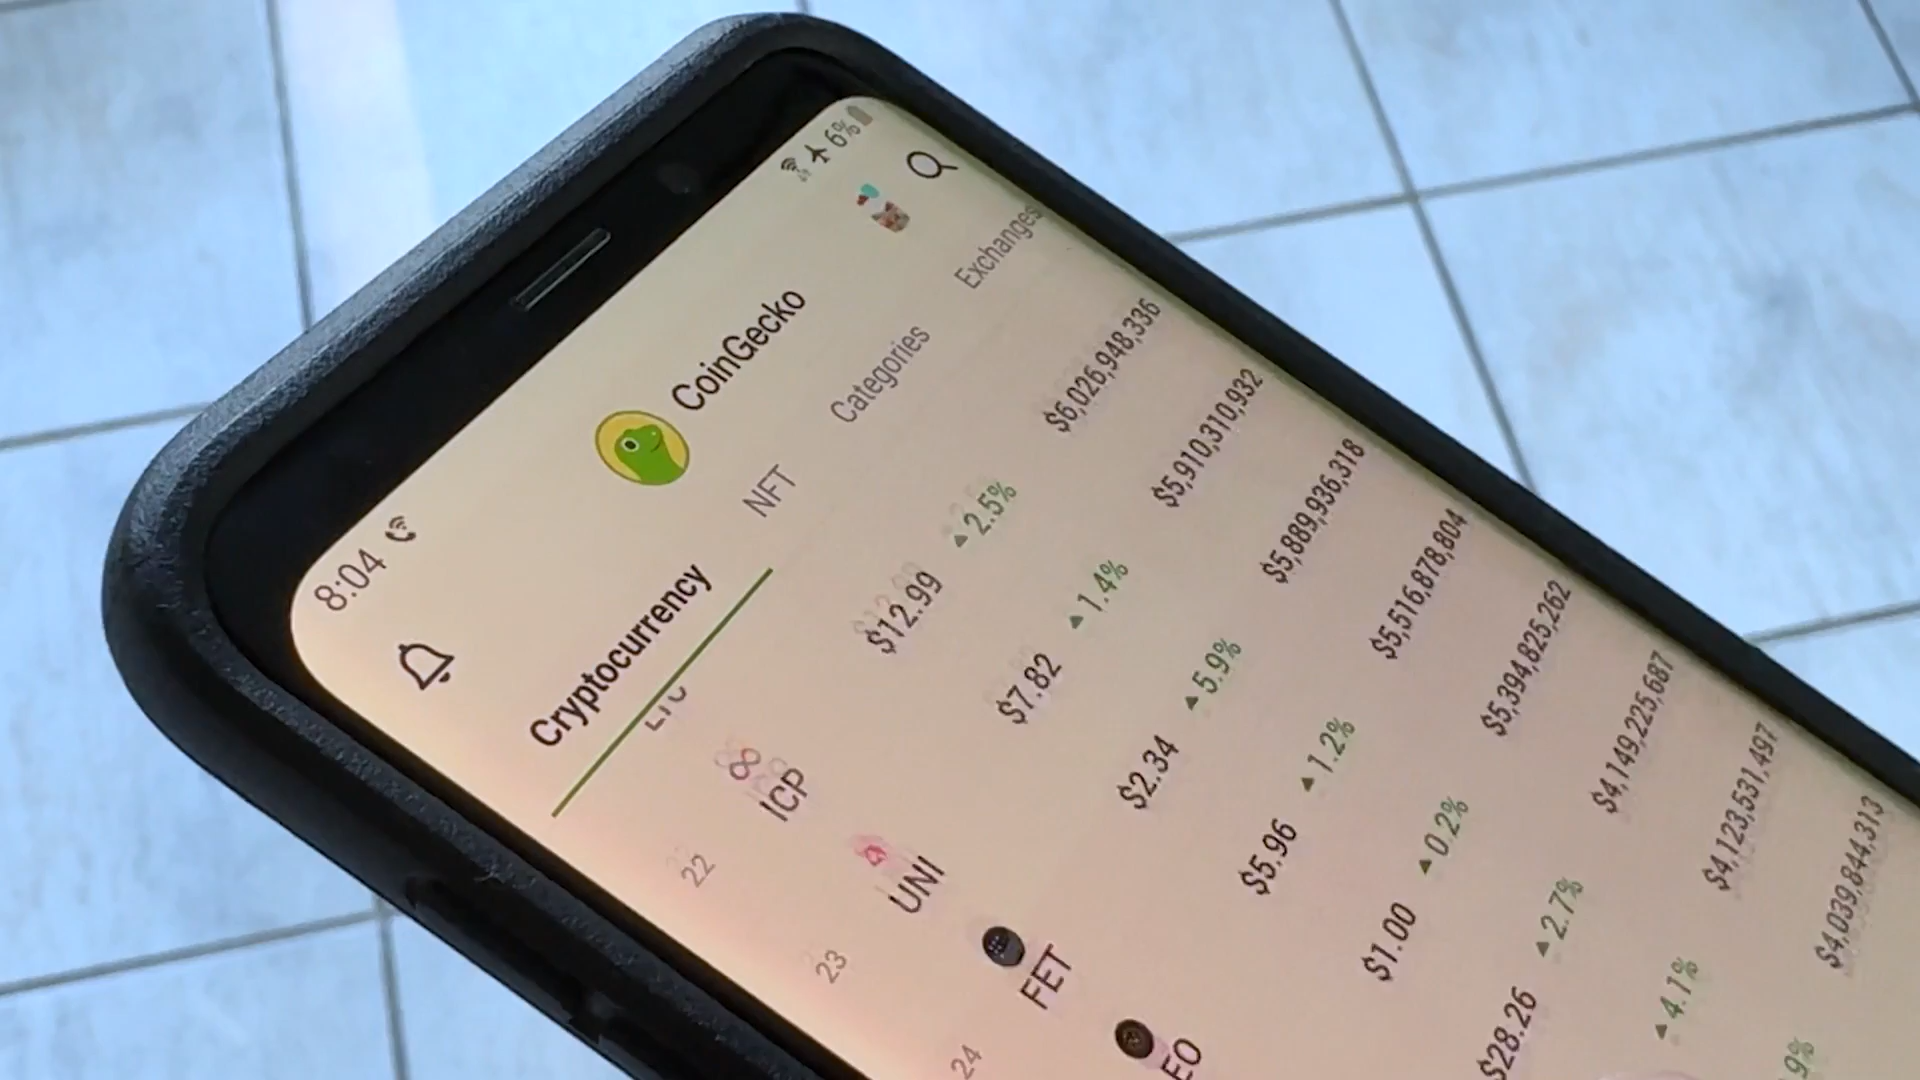 8:04 6%
CoinGecko
Cryptocurrency NFT Categories Exchanges
LTC
22 ICP $12.99 ▲2.5% $6,026,948,336
23 UNI $7.82 ▲1.4% $5,910,310,932
24 FET $2.34 ▲5.9% $5,889,936,318
EO $5.96 ▲1.2% $5,516,878,804
$1.00 ▲0.2% $5,394,825,262
$28.26 ▲2.7% $4,149,225,687
▲4.1% $4,123,531,497
9% $4,039,844,313